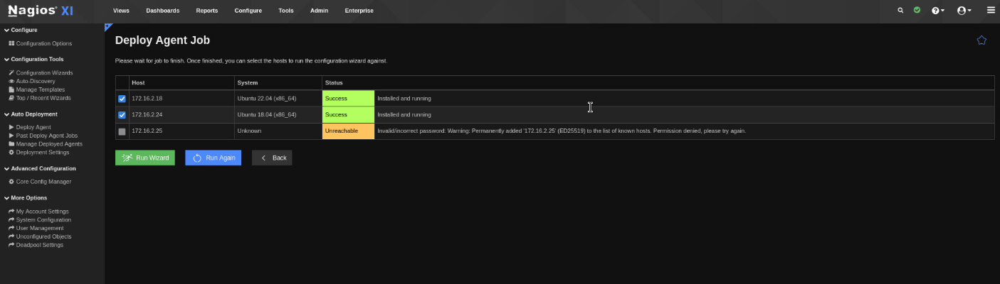 Nagios® XI Views Dashboards Reports Configure Tools Admin Enterprise
Configure
Configuration Options
Configuration Tools
Configuration Wizards
Auto-Discovery
Manage Templates
Top / Recent Wizards
Auto Deployment
Deploy Agent
Past Deploy Agent Jobs
Manage Deployed Agents
Deployment Settings
Advanced Configuration
Core Config Manager
More Options
My Account Settings
System Configuration
User Management
Unconfigured Objects
Deadpool Settings
Deploy Agent Job
Please wait for job to finish. Once finished, you can select the hosts to run the configuration wizard against.
Host System Status
172.16.2.18 Ubuntu 22.04 (x86_64) Success Installed and running
172.16.2.24 Ubuntu 18.04 (x86_64) Success Installed and running
172.16.2.25 Unknown Unreachable Invalid/incorrect password: Warning: Permanently added '172.16.2.25' (ED25519) to the list of known hosts. Permission denied, please try again.
Run Wizard Run Again Back